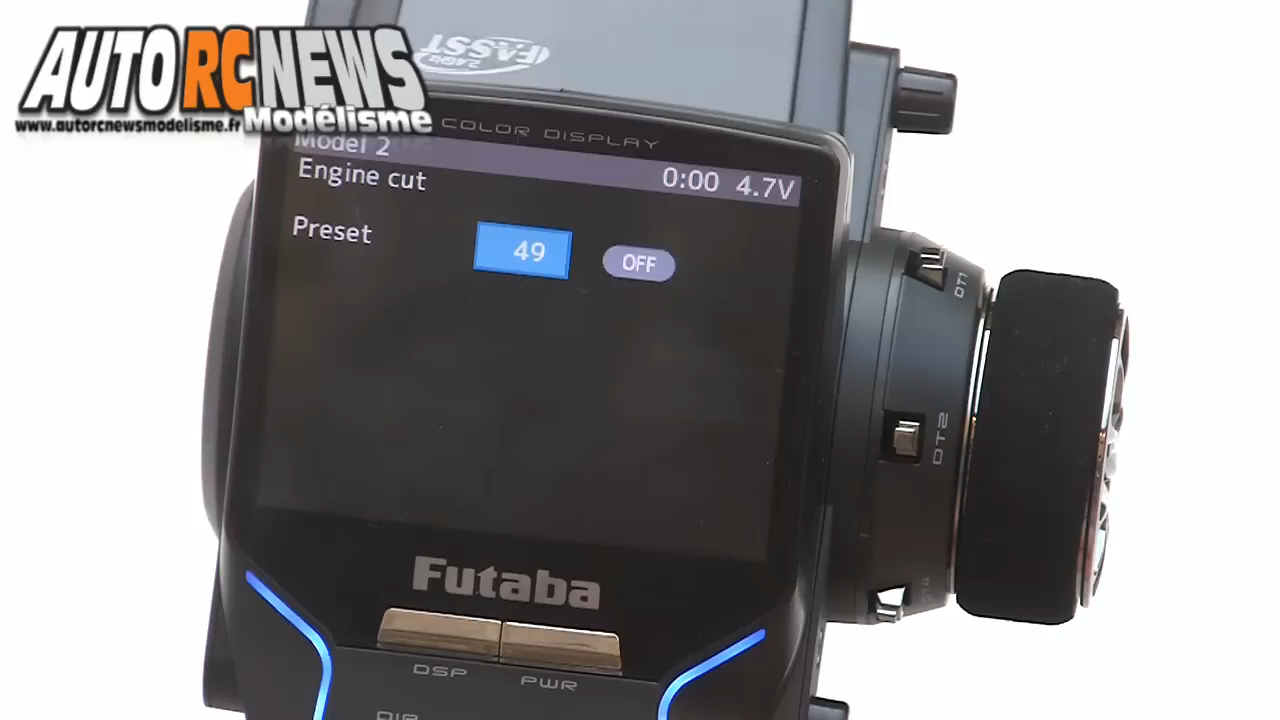 AUTO RC NEWS
www.autorcnewsmodelisme.fr Modélisme
2.4GHz FASST
COLOR DISPLAY
Model 2
Engine cut
0:00 4.7V
Preset 49 OFF
DT1
DT2
Futaba
DSP PWR